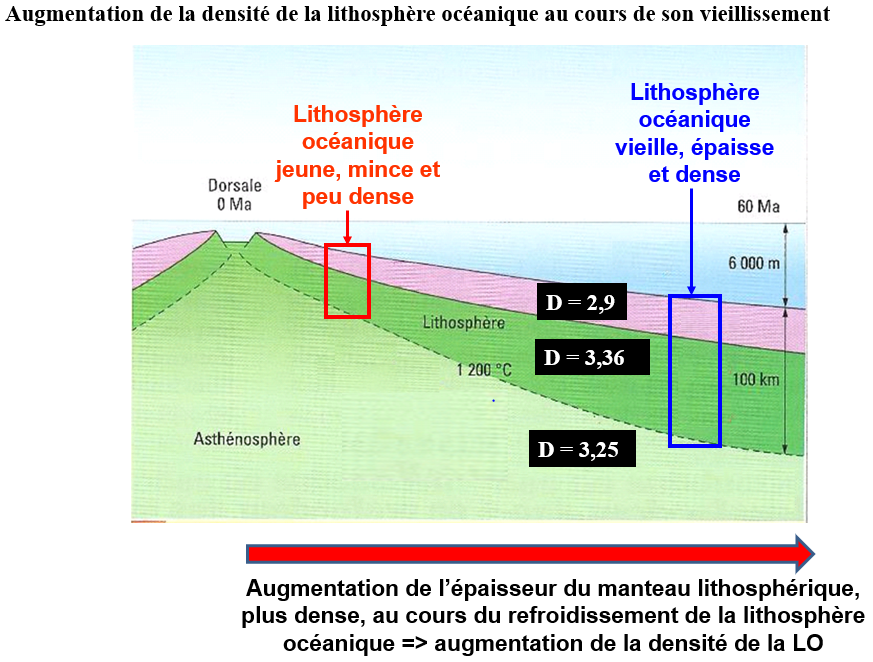 Augmentation de la densité de la lithosphère océanique au cours de son vieillissement
Lithosphère
océanique
vieille, épaisse
et dense
Lithosphère
océanique
jeune, mince et
peu dense
Dorsale
0 Ma
60 Ma
6 000 m
D = 2,9
Lithosphère
D = 3,36
1 200 °C
100 km
Asthénosphère
D = 3,25
Augmentation de l’épaisseur du manteau lithosphérique,
plus dense, au cours du refroidissement de la lithosphère
océanique => augmentation de la densité de la LO